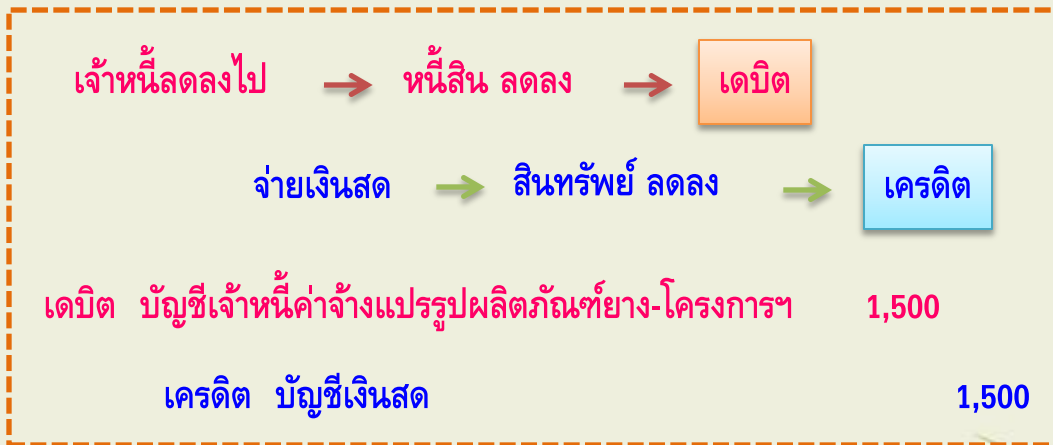 เจ้าหนี้ลดลงไป หนี้สิน ลดลง เดบิต
จ่ายเงินสด สินทรัพย์ ลดลง เครดิต
เดบิต บัญชีเจ้าหนี้ค่าจ้างแปรรูปผลิตภัณฑ์ยาง-โครงการฯ 1,500
เครดิต บัญชีเงินสด 1,500